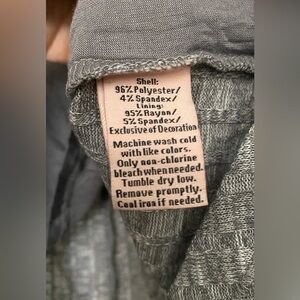 Shell:
96% Polyester/
4% Spandex/
Lining:
95% Rayon/
5% Spandex/
Exclusive of Decoration
Machine wash cold
with like colors.
Only non-chlorine
bleach when needed.
Tumble dry low.
Remove promptly.
Cool iron if needed.